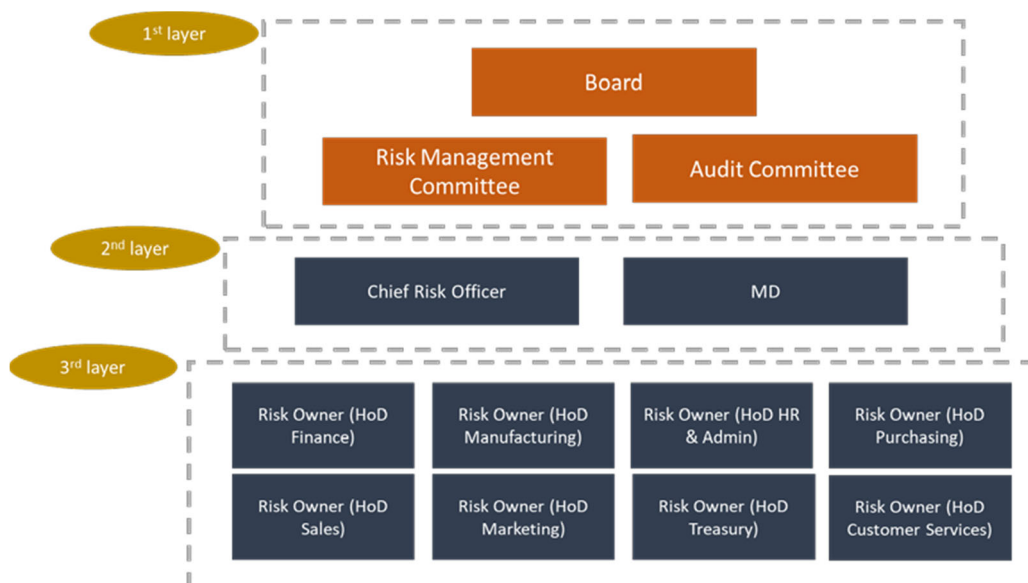 1st layer
Board
Risk Management
Committee
Audit Committee
2nd layer
Chief Risk Officer
MD
3rd layer
Risk Owner (HoD
Finance)
Risk Owner (HoD
Manufacturing)
Risk Owner (HoD HR
& Admin)
Risk Owner (HoD
Purchasing)
Risk Owner (HoD
Sales)
Risk Owner (HoD
Marketing)
Risk Owner (HoD
Treasury)
Risk Owner (HoD
Customer Services)